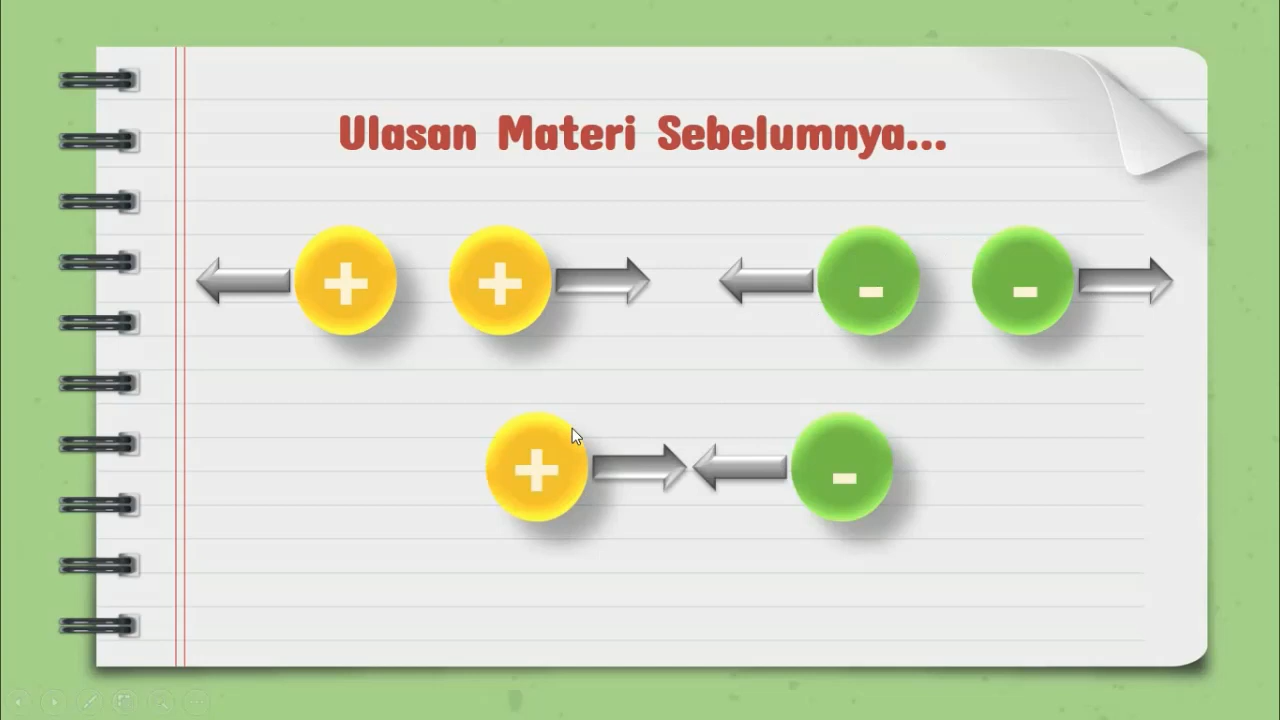 Ulasan Materi Sebelumnya...
+ + - -
+ -